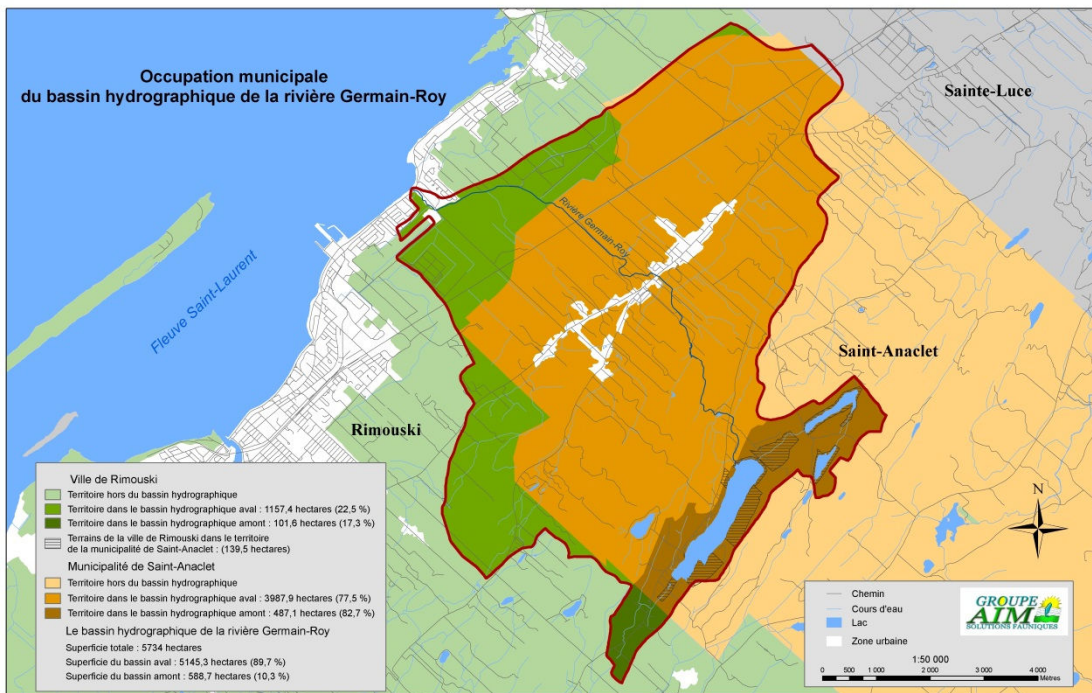 Occupation municipale
du bassin hydrographique de la rivière Germain-Roy
Sainte-Luce
Rivière Germain-Roy
Fleuve Saint-Laurent
Saint-Anaclet
Rimouski
Ville de Rimouski
Territoire hors du bassin hydrographique
Territoire dans le bassin hydrographique aval : 1157,4 hectares (22,5 %)
Territoire dans le bassin hydrographique amont : 101,6 hectares (17,3 %)
Terrains de la ville de Rimouski dans le territoire
de la municipalité de Saint-Anaclet : (139,5 hectares)
Municipalité de Saint-Anaclet
Territoire hors du bassin hydrographique
Territoire dans le bassin hydrographique aval : 3987,9 hectares (77,5 %)
Territoire dans le bassin hydrographique amont : 487,1 hectares (82,7 %)
Le bassin hydrographique de la rivière Germain-Roy
Superficie totale : 5734 hectares
Superficie du bassin aval : 5145,3 hectares (89,7 %)
Superficie du bassin amont : 588,7 hectares (10,3 %)
N
Chemin
Cours d'eau
Lac
Zone urbaine
GROUPE
AIM
SOLUTIONS FAUNIQUES
1:50 000
0 500 1 000 2 000 3 000 4 000
Mètres